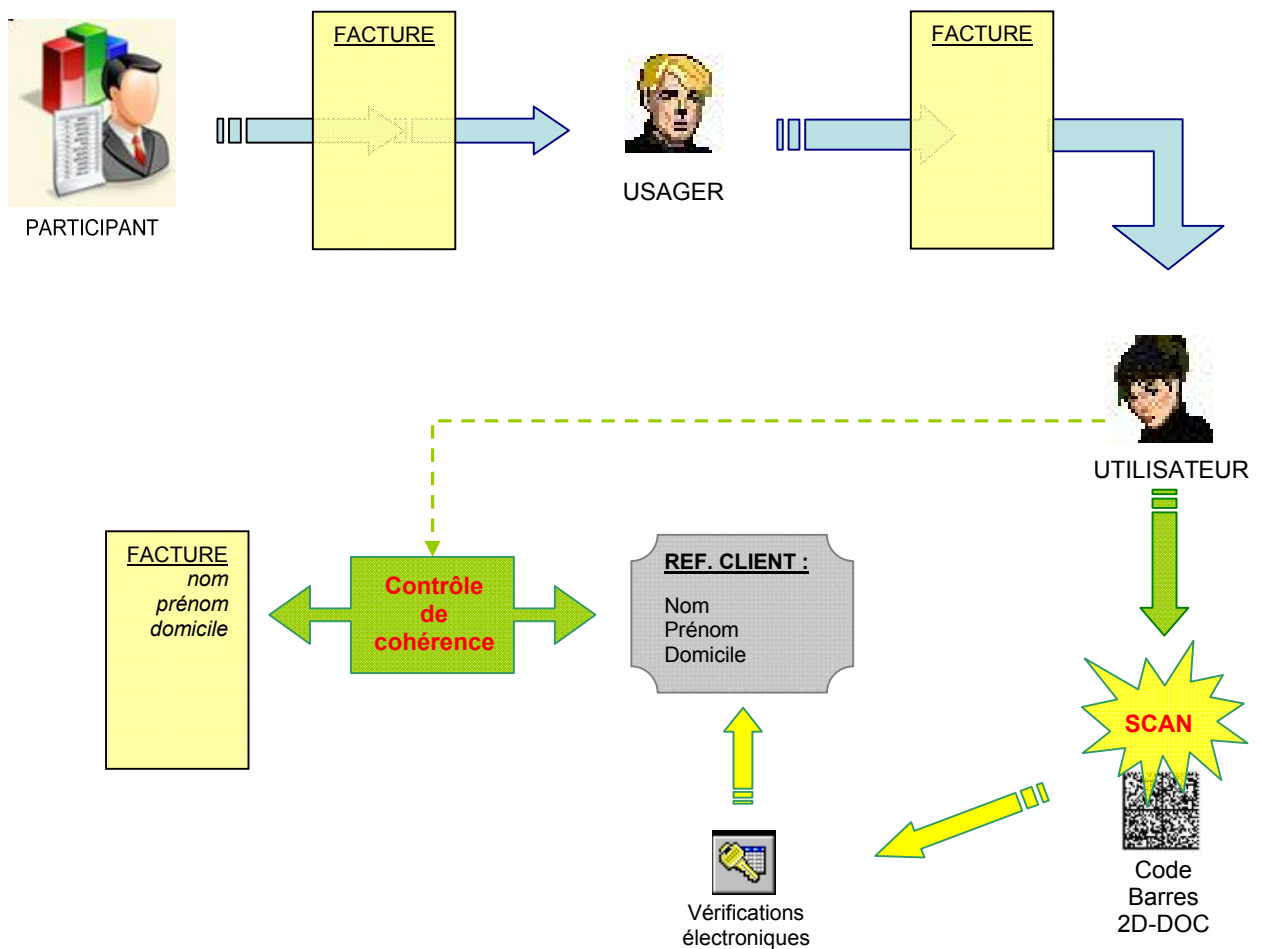 FACTURE
FACTURE
PARTICIPANT
USAGER
UTILISATEUR
FACTURE
nom
prénom
domicile
Contrôle
de
cohérence
REF. CLIENT :
Nom
Prénom
Domicile
SCAN
Code
Barres
2D-DOC
Vérifications
électroniques